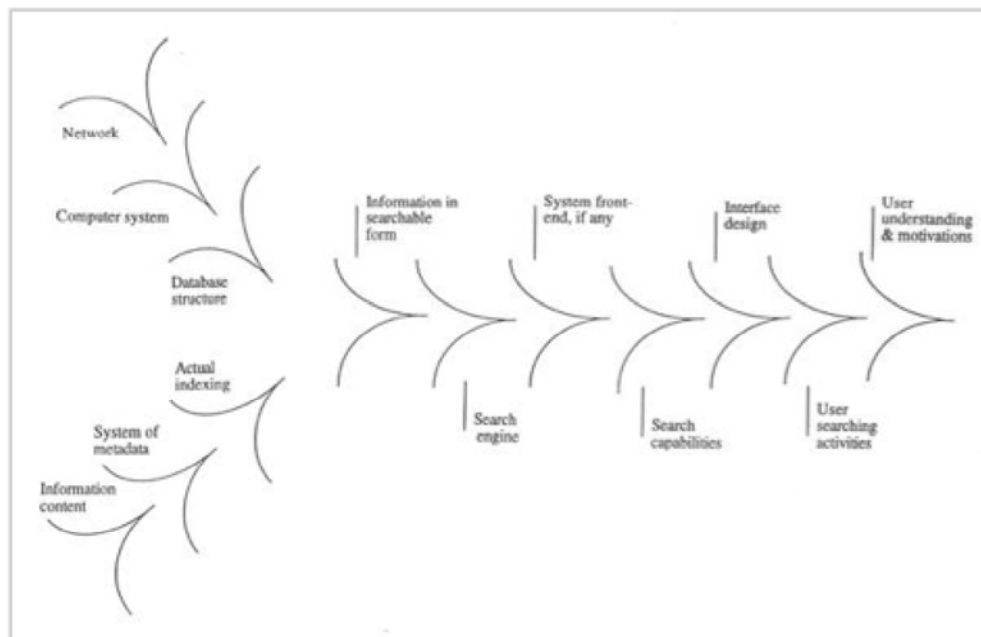 Network
Computer system
Database
structure
Actual
indexing
System of
metadata
Information
content
Information in
searchable
form
Search
engine
System front-
end, if any
Search
capabilities
Interface
design
User
searching
activities
User
understanding
& motivations